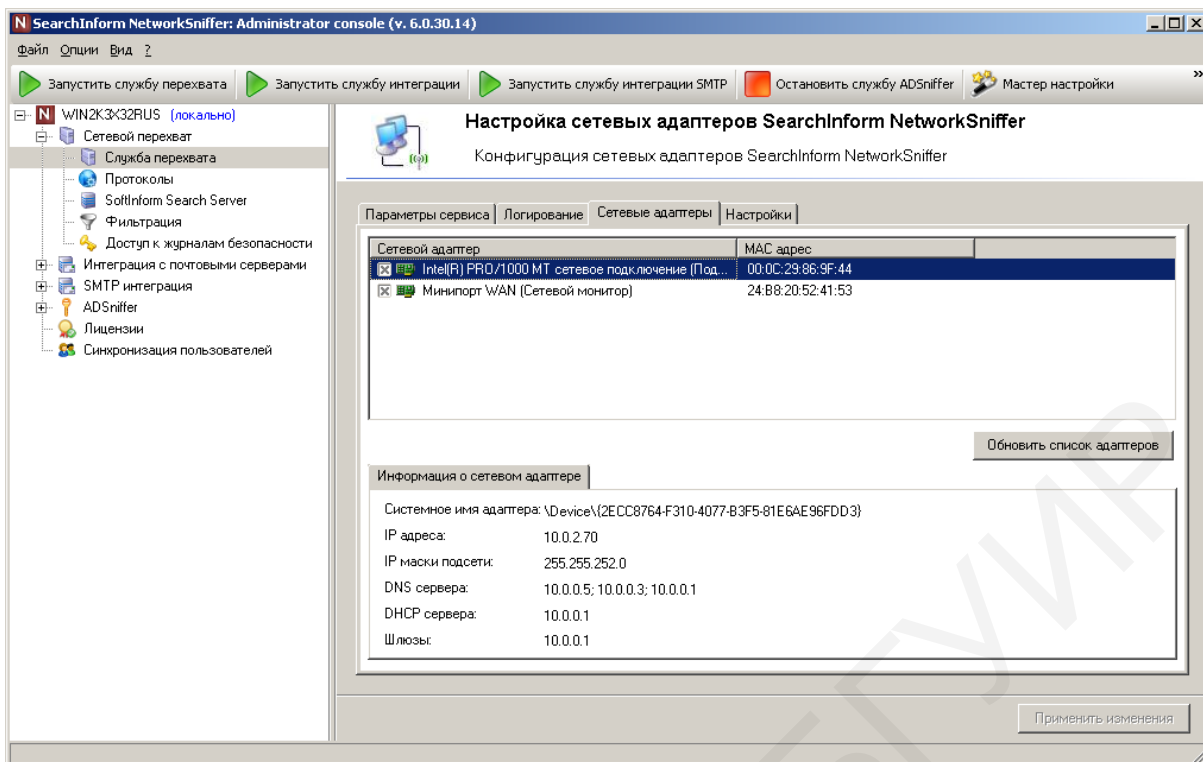 SearchInform NetworkSniffer: Administrator console (v. 6.0.30.14)
Файл Опции Вид ?
Запустить службу перехвата Запустить службу интеграции Запустить службу интеграции SMTP Остановить службу ADSniffer Мастер настройки
WIN2K3X32RUS (локально)
Сетевой перехват
Служба перехвата
Протоколы
SoftInform Search Server
Фильтрация
Доступ к журналам безопасности
Интеграция с почтовыми серверами
SMTP интеграция
ADSniffer
Лицензии
Синхронизация пользователей
Настройка сетевых адаптеров SearchInform NetworkSniffer
Конфигурация сетевых адаптеров SearchInform NetworkSniffer
Параметры сервиса Логирование Сетевые адаптеры Настройки
Сетевой адаптер MAC адрес
Intel(R) PRO/1000 MT сетевое подключение (Под... 00:0C:29:86:9F:44
Минипорт WAN (Сетевой монитор) 24:B8:20:52:41:53
Обновить список адаптеров
Информация о сетевом адаптере
Системное имя адаптера: \Device\{2ECC8764-F310-4077-B3F5-81E6AE96FDD3}
IP адреса: 10.0.2.70
IP маски подсети: 255.255.252.0
DNS сервера: 10.0.0.5; 10.0.0.3; 10.0.0.1
DHCP сервера: 10.0.0.1
Шлюзы: 10.0.0.1
Применить изменения
БГУИР